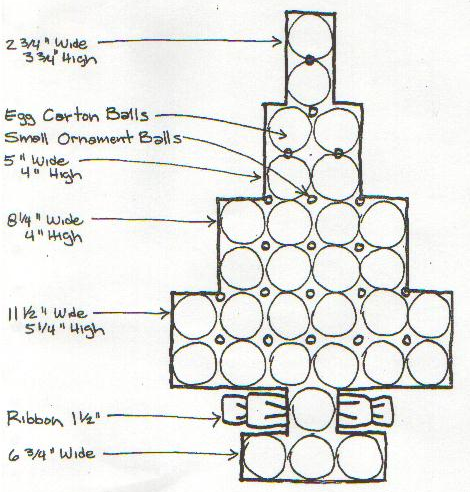 2 3/4" Wide
3 3/4" High
Egg Carton Balls
Small Ornament Balls
5" Wide
4" High
8 1/4" Wide
4" High
11 1/2" Wide
5 1/4" High
Ribbon 1 1/2"
6 3/4" Wide